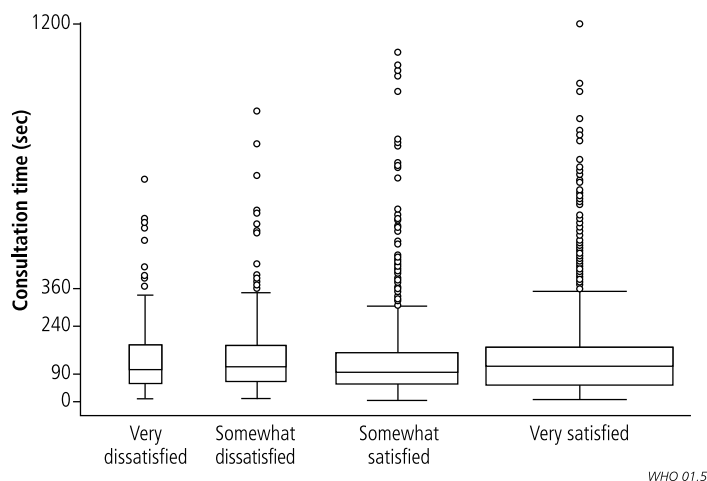 1200
Consultation time (sec)
360
240
90
0
Very
dissatisfied
Somewhat
dissatisfied
Somewhat
satisfied
Very satisfied
WHO 01.5